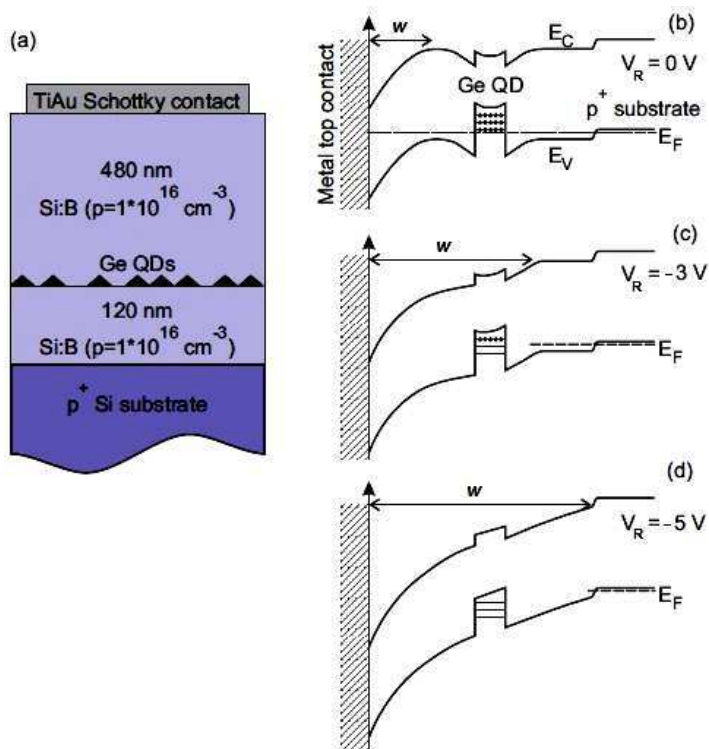 (a)
TiAu Schottky contact
480 nm
Si:B (p=1*10^16 cm^-3)
Ge QDs
120 nm
Si:B (p=1*10^16 cm^-3)
p^+ Si substrate
(b)
w
E_C
V_R = 0 V
Metal top contact
Ge QD
p^+ substrate
E_F
E_V
(c)
w
V_R = -3 V
E_F
(d)
w
V_R = -5 V
E_F